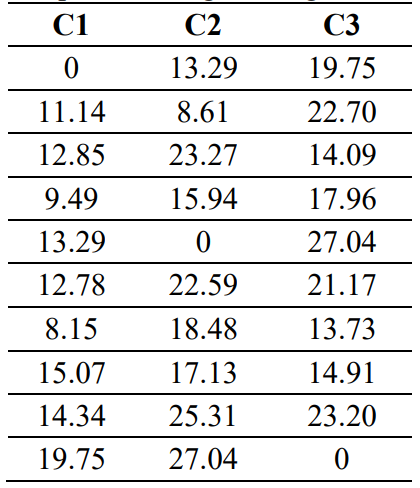 C1 C2 C3
0 13.29 19.75
11.14 8.61 22.70
12.85 23.27 14.09
9.49 15.94 17.96
13.29 0 27.04
12.78 22.59 21.17
8.15 18.48 13.73
15.07 17.13 14.91
14.34 25.31 23.20
19.75 27.04 0